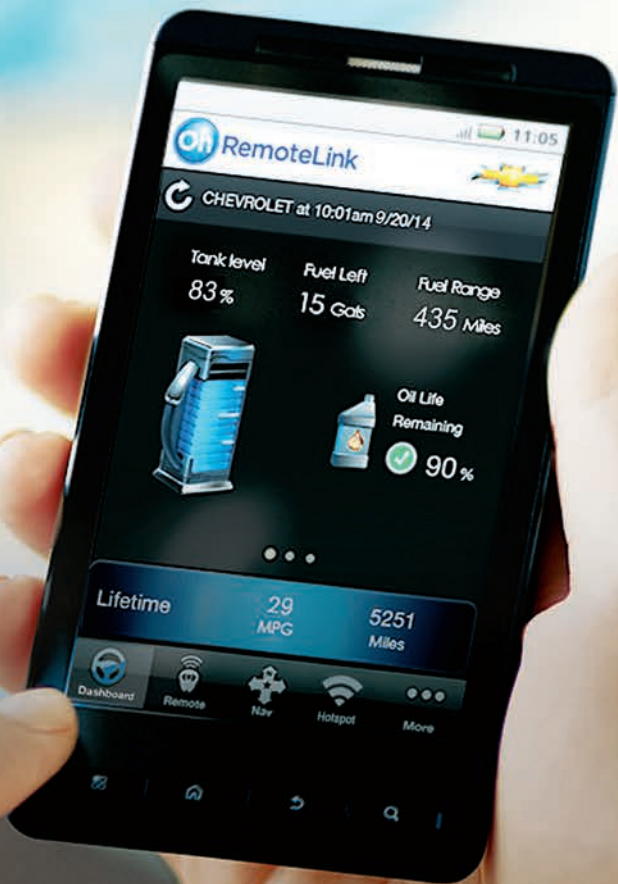 11:05
On RemoteLink
CHEVROLET at 10:01am 9/20/14
Tank level Fuel Left Fuel Range
83% 15 Gals 435 Miles
Oil Life
Remaining
90%
Lifetime 29 5251
MPG Miles
Dashboard Remote Nav Hotspot More